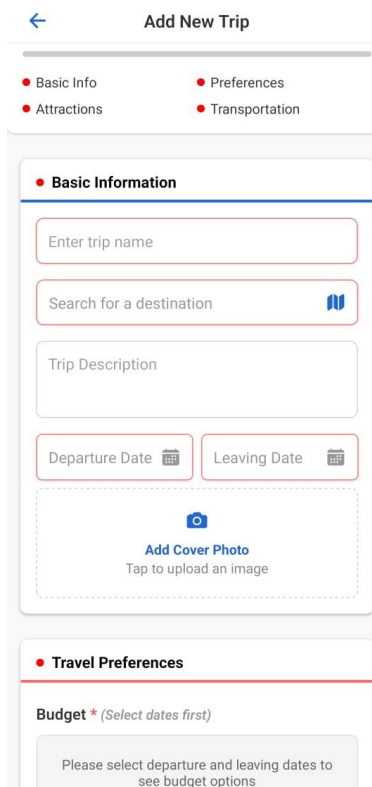 Add New Trip
Basic Info
Preferences
Attractions
Transportation
Basic Information
Enter trip name
Search for a destination
Trip Description
Departure Date
Leaving Date
Add Cover Photo
Tap to upload an image
Travel Preferences
Budget * (Select dates first)
Please select departure and leaving dates to
see budget options